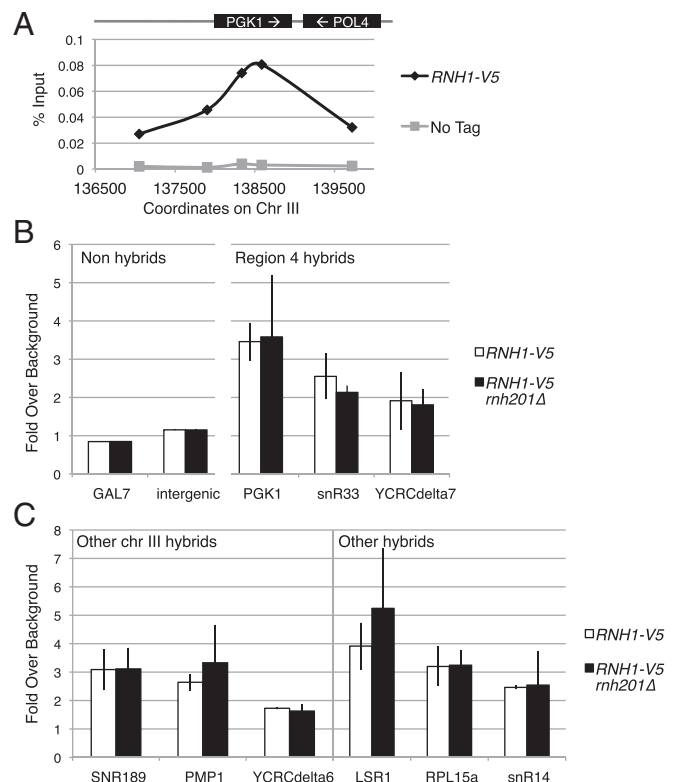 A
PGK1 → ← POL4
0.1
0.08
0.06
0.04
0.02
0
% Input
136500 137500 138500 139500
Coordinates on Chr III
RNH1-V5
No Tag
B
6
5
4
3
2
1
0
Fold Over Background
Non hybrids Region 4 hybrids
GAL7 intergenic PGK1 snR33 YCRCdelta7
RNH1-V5
RNH1-V5
rnh201Δ
C
8
7
6
5
4
3
2
1
0
Fold Over Background
Other chr III hybrids Other hybrids
SNR189 PMP1 YCRCdelta6 LSR1 RPL15a snR14
RNH1-V5
RNH1-V5
rnh201Δ